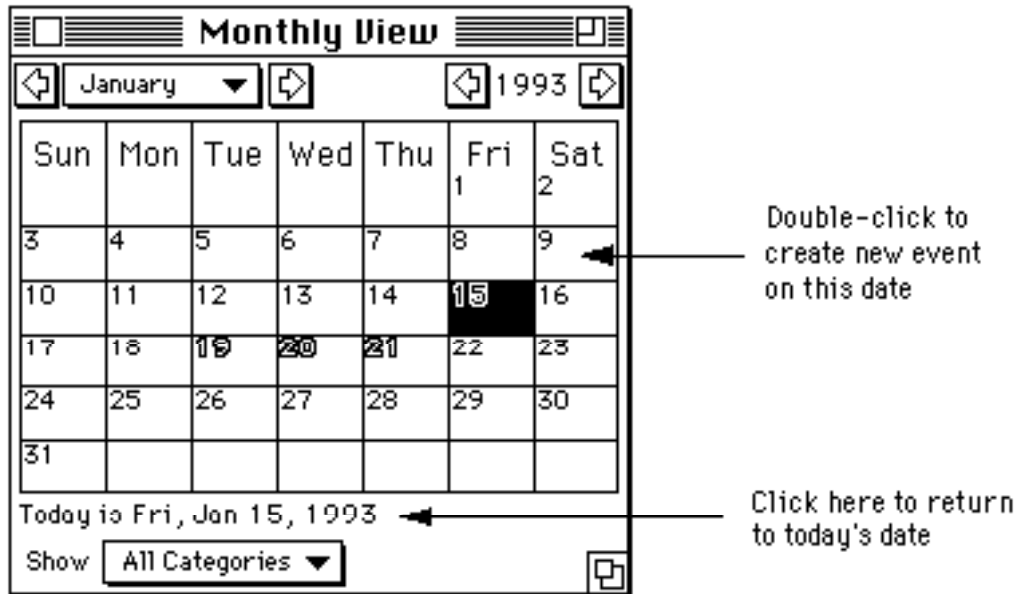 Monthly View
January 1993
Sun Mon Tue Wed Thu Fri Sat
1 2
3 4 5 6 7 8 9
10 11 12 13 14 15 16
17 18 19 20 21 22 23
24 25 26 27 28 29 30
31
Today is Fri, Jan 15, 1993
Show All Categories
Double-click to
create new event
on this date
Click here to return
to today's date